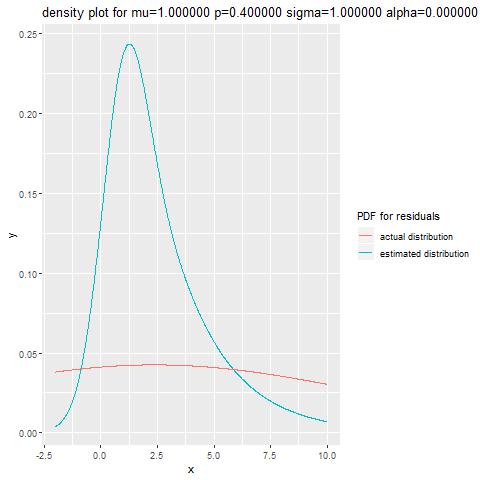 density plot for mu=1.000000 p=0.400000 sigma=1.000000 alpha=0.000000
0.25
0.20
0.15
0.10
0.05
0.00
y
-2.5 0.0 2.5 5.0 7.5 10.0
x
PDF for residuals
actual distribution
estimated distribution